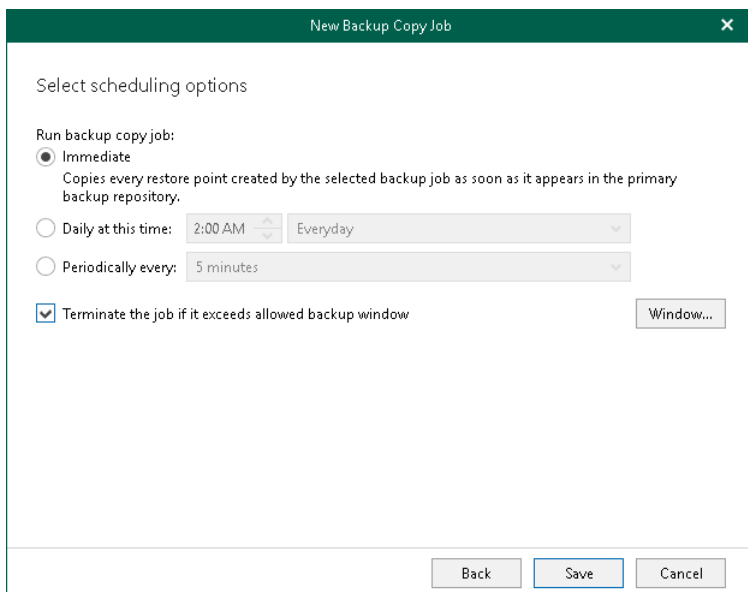 New Backup Copy Job
Select scheduling options
Run backup copy job:
Immediate
Copies every restore point created by the selected backup job as soon as it appears in the primary
backup repository.
Daily at this time: 2:00 AM Everyday
Periodically every: 5 minutes
Terminate the job if it exceeds allowed backup window Window...
Back Save Cancel